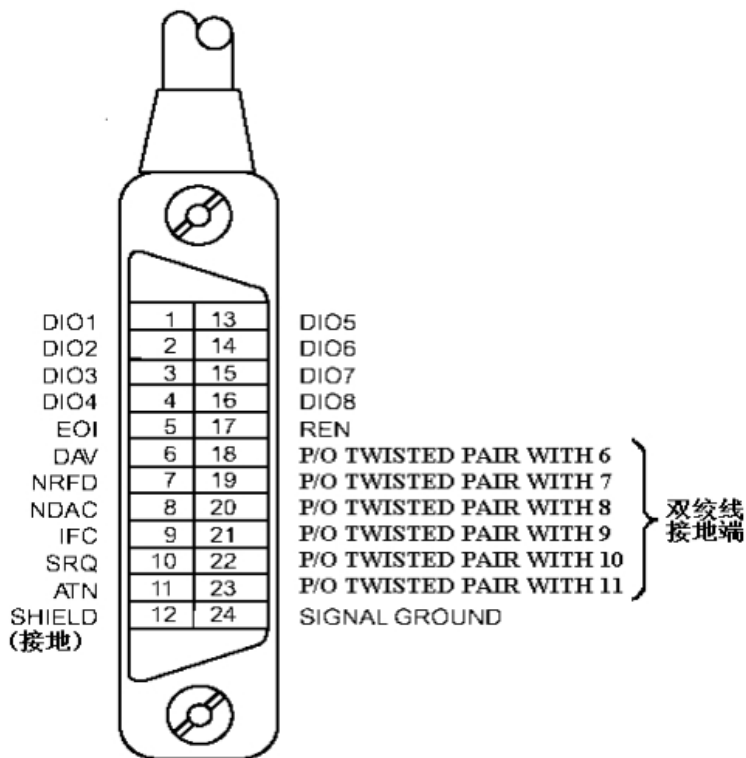 DIO1 1 13 DIO5
DIO2 2 14 DIO6
DIO3 3 15 DIO7
DIO4 4 16 DIO8
EOI 5 17 REN
DAV 6 18 P/O TWISTED PAIR WITH 6
NRFD 7 19 P/O TWISTED PAIR WITH 7
NDAC 8 20 P/O TWISTED PAIR WITH 8
IFC 9 21 P/O TWISTED PAIR WITH 9
SRQ 10 22 P/O TWISTED PAIR WITH 10
ATN 11 23 P/O TWISTED PAIR WITH 11
SHIELD 12 24 SIGNAL GROUND
(接地)
双绞线
接地端